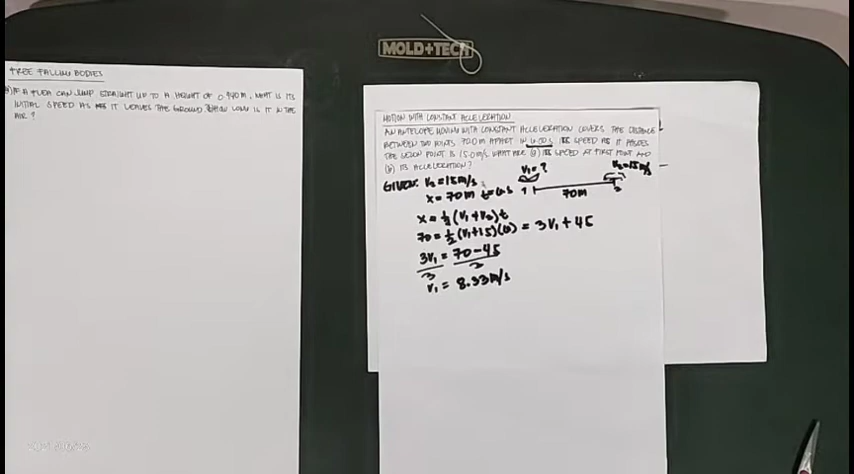 MOLD+TECH
FREE FALLING BODIES
IF A FLEA CAN JUMP STRAIGHT UP TO A HEIGHT OF 0.440 M, WHAT IS ITS
INITIAL SPEED AS IT LEAVES THE GROUND, HOW LONG IS IT IN THE
AIR?
MOTION WITH CONSTANT ACCELERATION
AN ANTELOPE MOVING WITH CONSTANT ACCELERATION COVERS THE DISTANCE
BETWEEN TWO POINTS 70.0 M APART IN 6.00 S. ITS SPEED AS IT PASSES
THE SECOND POINT IS 15.0 M/S. WHAT ARE (a) ITS SPEED AT FIRST POINT AND
(b) ITS ACCELERATION?
GIVEN: V₂ = 15 m/s
x = 70 m t = 6.0 s
V₁ = ?
V₂ = 15 m/s
1
70m
2
x = ½ (V₁ + V₂) t
70 = ½ (V₁ + 15)(6) = 3V₁ + 45
3V₁ = 70 - 45
3 3
V₁ = 8.33 m/s